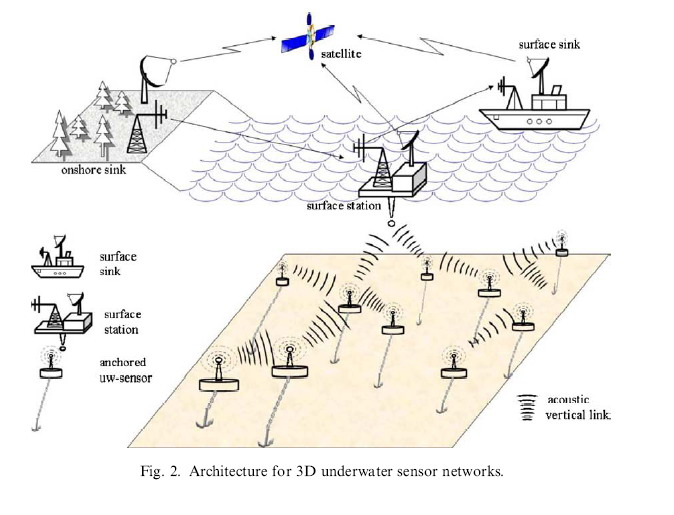 surface sink
satellite
onshore sink
surface station
surface
sink
surface
station
anchored
uw-sensor
acoustic
vertical link.
Fig. 2. Architecture for 3D underwater sensor networks.